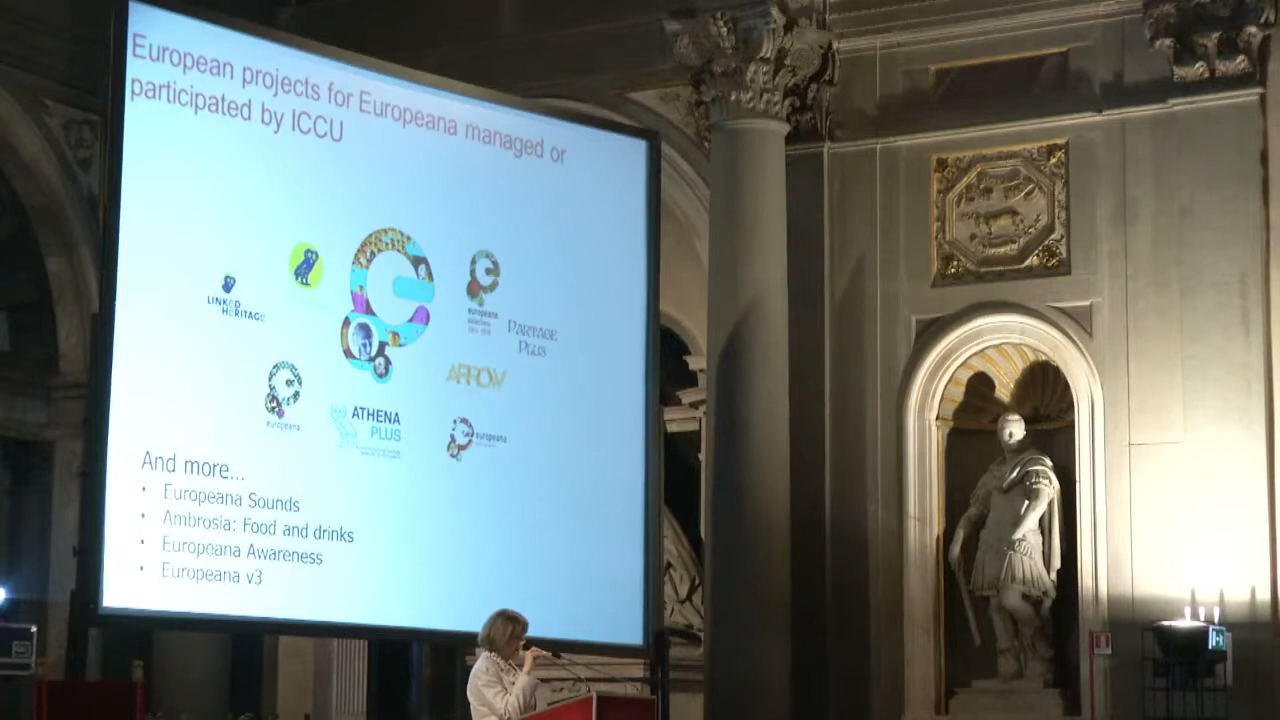 European projects for Europeana managed or
participated by ICCU
LINKED
HERITAGE
europeana
PARTAGE
PLUS
ARROW
europeana
ATHENA
PLUS
europeana
And more...
• Europeana Sounds
• Ambrosia: Food and drinks
• Europeana Awareness
• Europeana v3